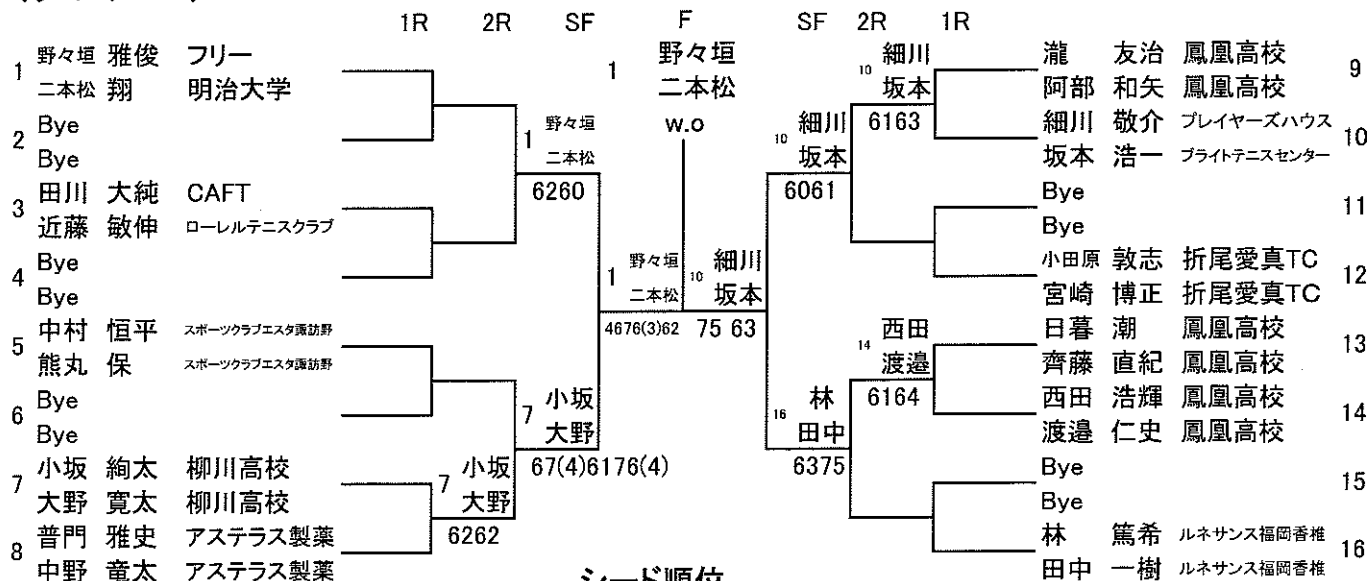 1R 2R SF F SF 2R 1R
1 野々垣 雅俊 フリー
二本松 翔 明治大学
2 Bye
Bye
3 田川 大純 CAFT
近藤 敏伸 ローレルテニスクラブ
4 Bye
Bye
5 中村 恒平 スポーツクラブエスタ諏訪野
熊丸 保 スポーツクラブエスタ諏訪野
6 Bye
Bye
7 小坂 絢太 柳川高校
大野 寛太 柳川高校
8 普門 雅史 アステラス製薬
中野 竜太 アステラス製薬
7 小坂
大野
6262
1 野々垣
二本松
6260
7 小坂
大野
67(4)6176(4)
1 野々垣
二本松
4676(3)62
1 野々垣
二本松
w.o
10 細川
坂本
75 63
10 細川
坂本
6061
16 林
田中
6375
10 細川
坂本
6163
14 西田
渡邉
6164
瀧 友治 鳳凰高校 9
阿部 和矢 鳳凰高校
細川 敬介 プレイヤーズハウス 10
坂本 浩一 ブライトテニスセンター
Bye 11
Bye
小田原 敦志 折尾愛真TC 12
宮崎 博正 折尾愛真TC
日暮 潮 鳳凰高校 13
齊藤 直紀 鳳凰高校
西田 浩輝 鳳凰高校 14
渡邉 仁史 鳳凰高校
Bye 15
Bye
林 篤希 ルネサンス福岡香椎 16
田中 一樹 ルネサンス福岡香椎
シード順位